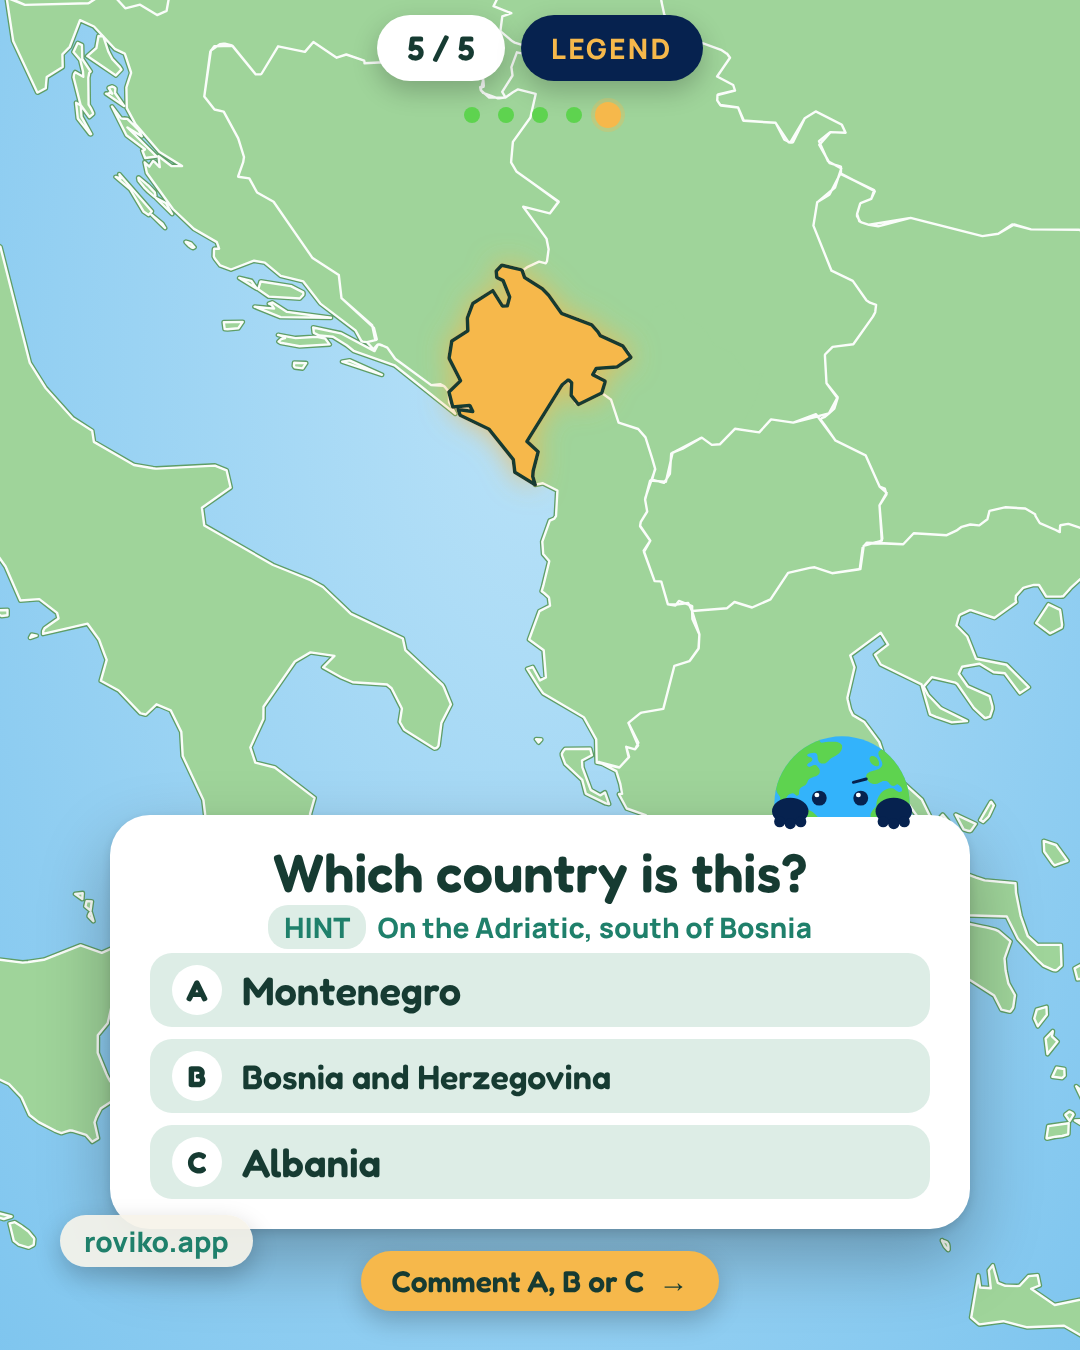 5 / 5
LEGEND
Which country is this?
HINT On the Adriatic, south of Bosnia
A Montenegro
B Bosnia and Herzegovina
C Albania
roviko.app
Comment A, B or C →